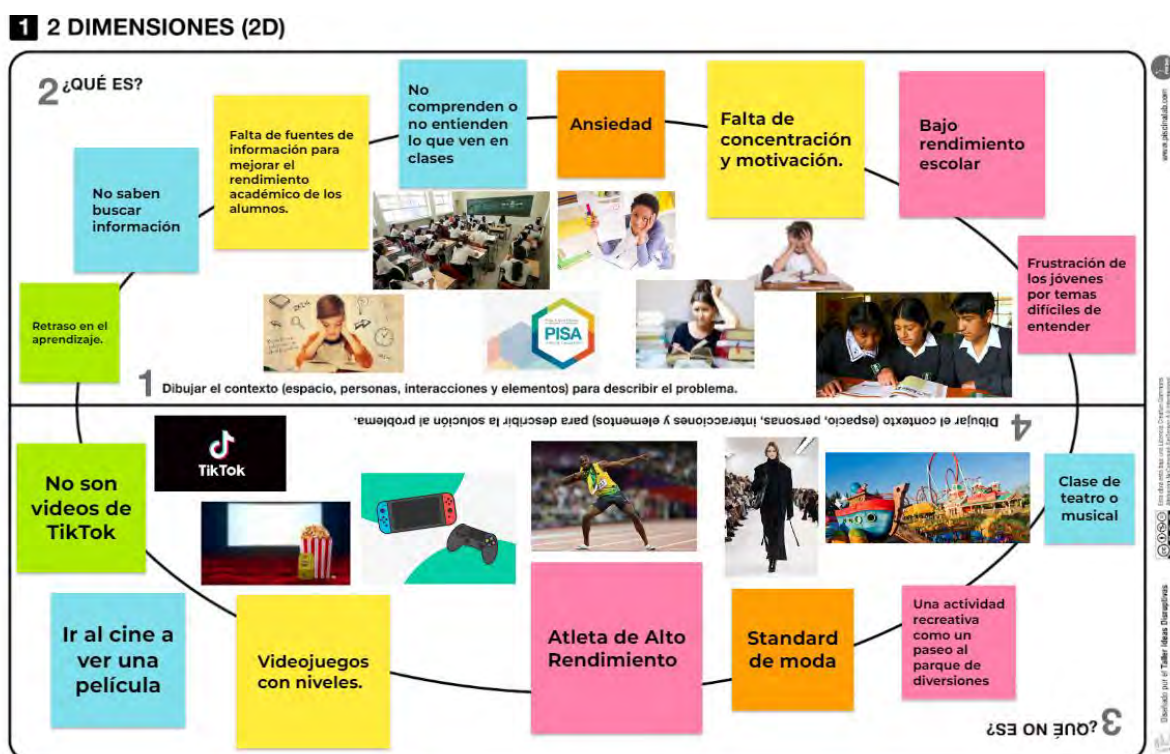 1 2 DIMENSIONES (2D)
2 ¿QUÉ ES?
No saben
buscar
información
Falta de fuentes de
información para
mejorar el
rendimiento
académico de los
alumnos.
No
comprenden o
no entienden
lo que ven en
clases
Ansiedad
Falta de
concentración
y motivación.
Bajo
rendimiento
escolar
Frustración de
los jóvenes
por temas
difíciles de
entender
Retraso en el
aprendizaje.
PISA
1 Dibujar el contexto (espacio, personas, interacciones y elementos) para describir el problema.
4 Dibujar el contexto (espacio, personas, interacciones y elementos) para describir la solución al problema.
No son
videos de
TikTok
TikTok
Clase de
teatro o
musical
Ir al cine a
ver una
película
Videojuegos
con niveles.
Atleta de Alto
Rendimiento
Standard
de moda
Una actividad
recreativa
como un
paseo al
parque de
diversiones
3 ¿QUÉ NO ES?
www.piscinalab.com
Diseñado por el Taller Ideas Disruptivas